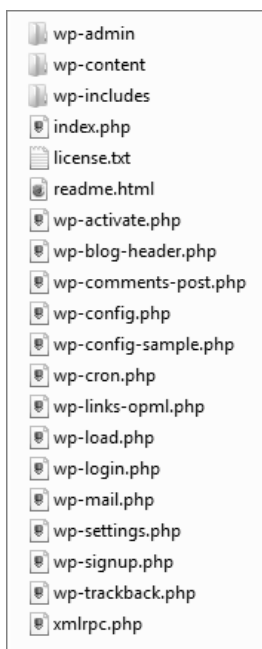 wp-admin
wp-content
wp-includes
index.php
license.txt
readme.html
wp-activate.php
wp-blog-header.php
wp-comments-post.php
wp-config.php
wp-config-sample.php
wp-cron.php
wp-links-opml.php
wp-load.php
wp-login.php
wp-mail.php
wp-settings.php
wp-signup.php
wp-trackback.php
xmlrpc.php